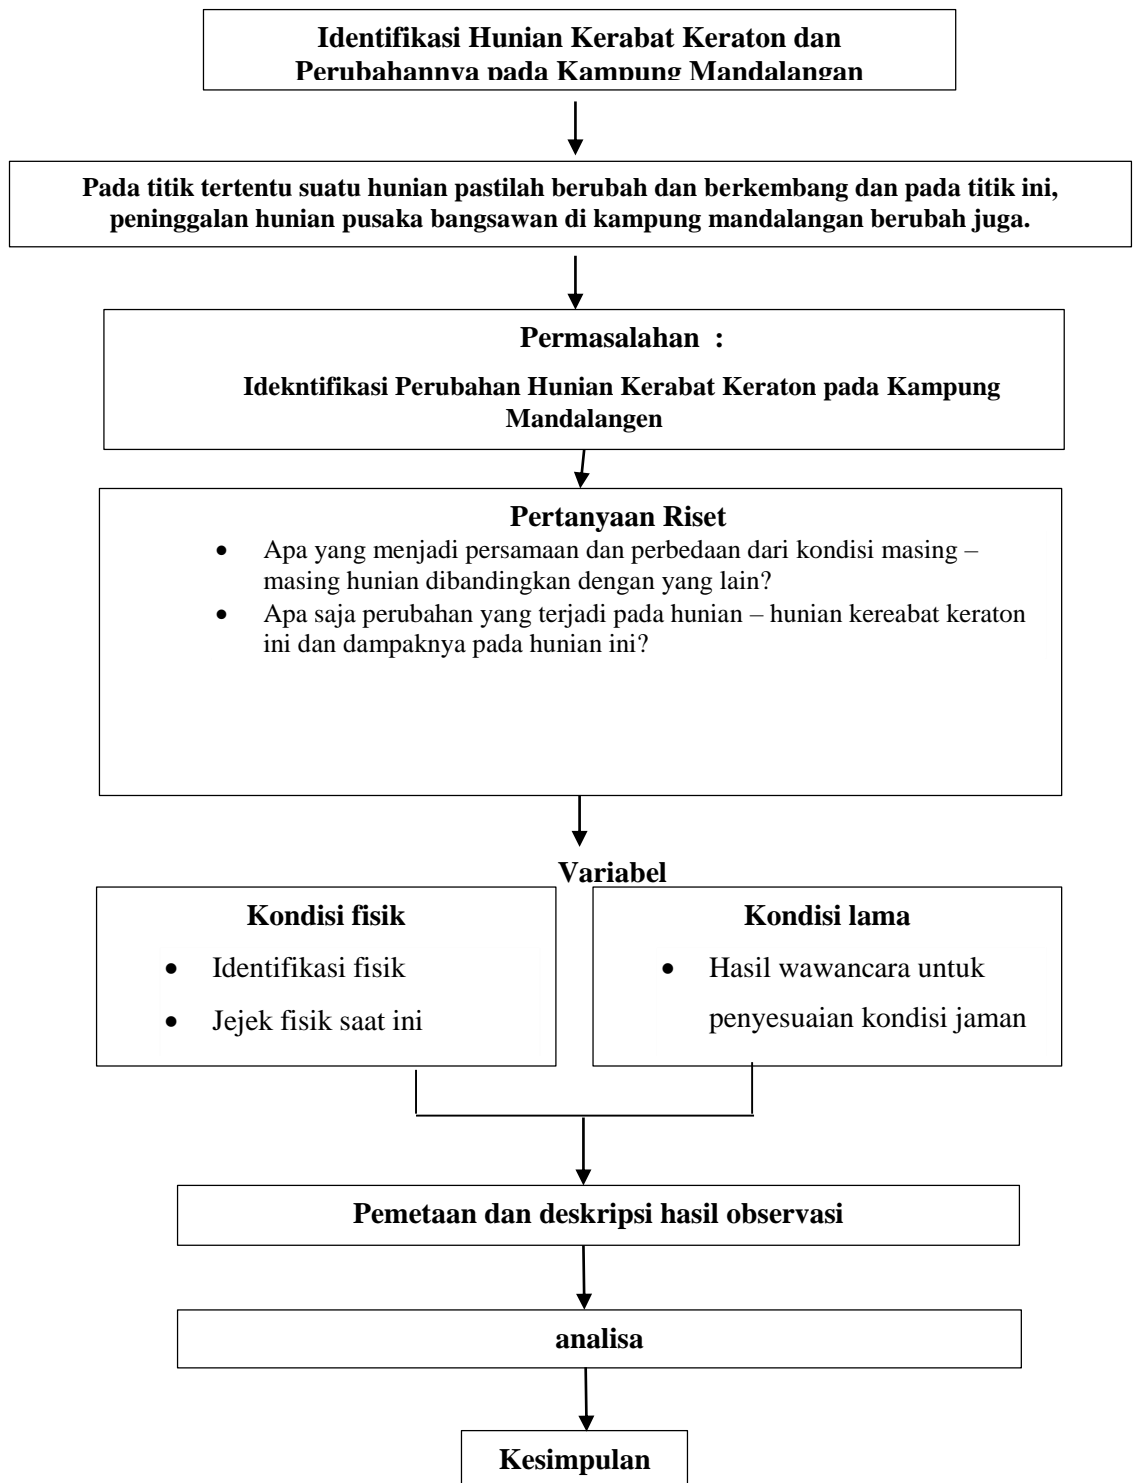 Identifikasi Hunian Kerabat Keraton dan
Perubahannya pada Kampung Mandalangan
Pada titik tertentu suatu hunian pastilah berubah dan berkembang dan pada titik ini,
peninggalan hunian pusaka bangsawan di kampung mandalangan berubah juga.
Permasalahan :
Idekntifikasi Perubahan Hunian Kerabat Keraton pada Kampung
Mandalangen
Pertanyaan Riset
• Apa yang menjadi persamaan dan perbedaan dari kondisi masing –
masing hunian dibandingkan dengan yang lain?
• Apa saja perubahan yang terjadi pada hunian – hunian kereabat keraton
ini dan dampaknya pada hunian ini?
Variabel
Kondisi fisik
• Identifikasi fisik
• Jejek fisik saat ini
Kondisi lama
• Hasil wawancara untuk
penyesuaian kondisi jaman
Pemetaan dan deskripsi hasil observasi
analisa
Kesimpulan